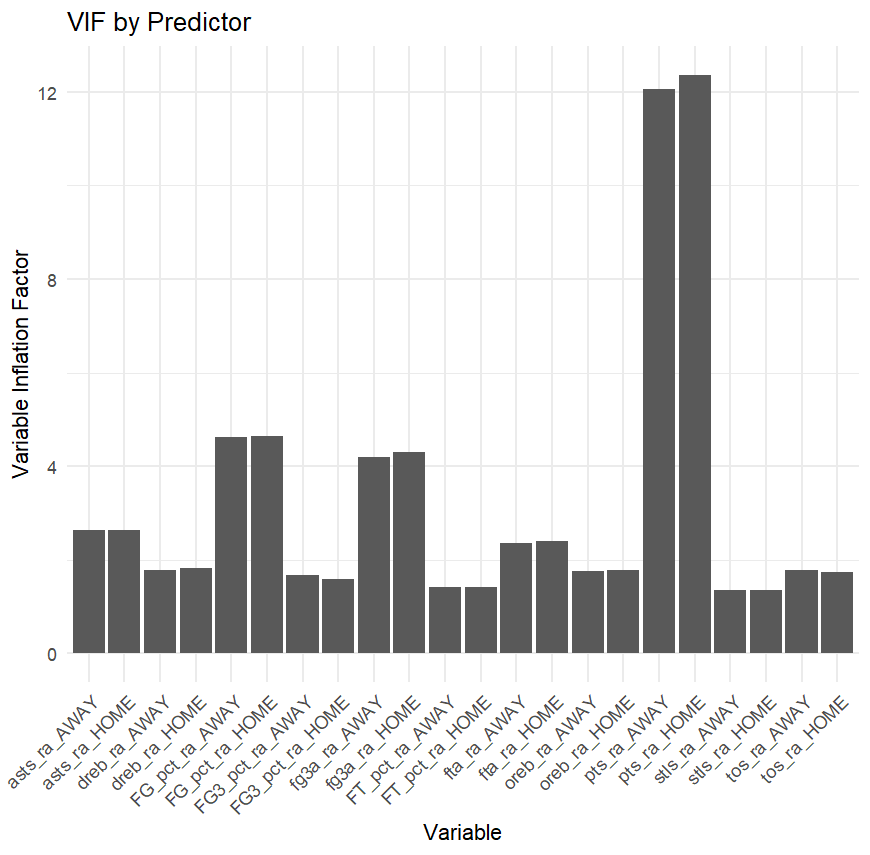 VIF by Predictor
Variable Inflation Factor
12
8
4
0
asts_ra_AWAY
asts_ra_HOME
dreb_ra_AWAY
dreb_ra_HOME
FG_pct_ra_AWAY
FG_pct_ra_HOME
FG3_pct_ra_AWAY
FG3_pct_ra_HOME
fg3a_ra_AWAY
fg3a_ra_HOME
FT_pct_ra_AWAY
FT_pct_ra_HOME
fta_ra_AWAY
fta_ra_HOME
oreb_ra_AWAY
oreb_ra_HOME
pts_ra_AWAY
pts_ra_HOME
stls_ra_AWAY
stls_ra_HOME
tos_ra_AWAY
tos_ra_HOME
Variable